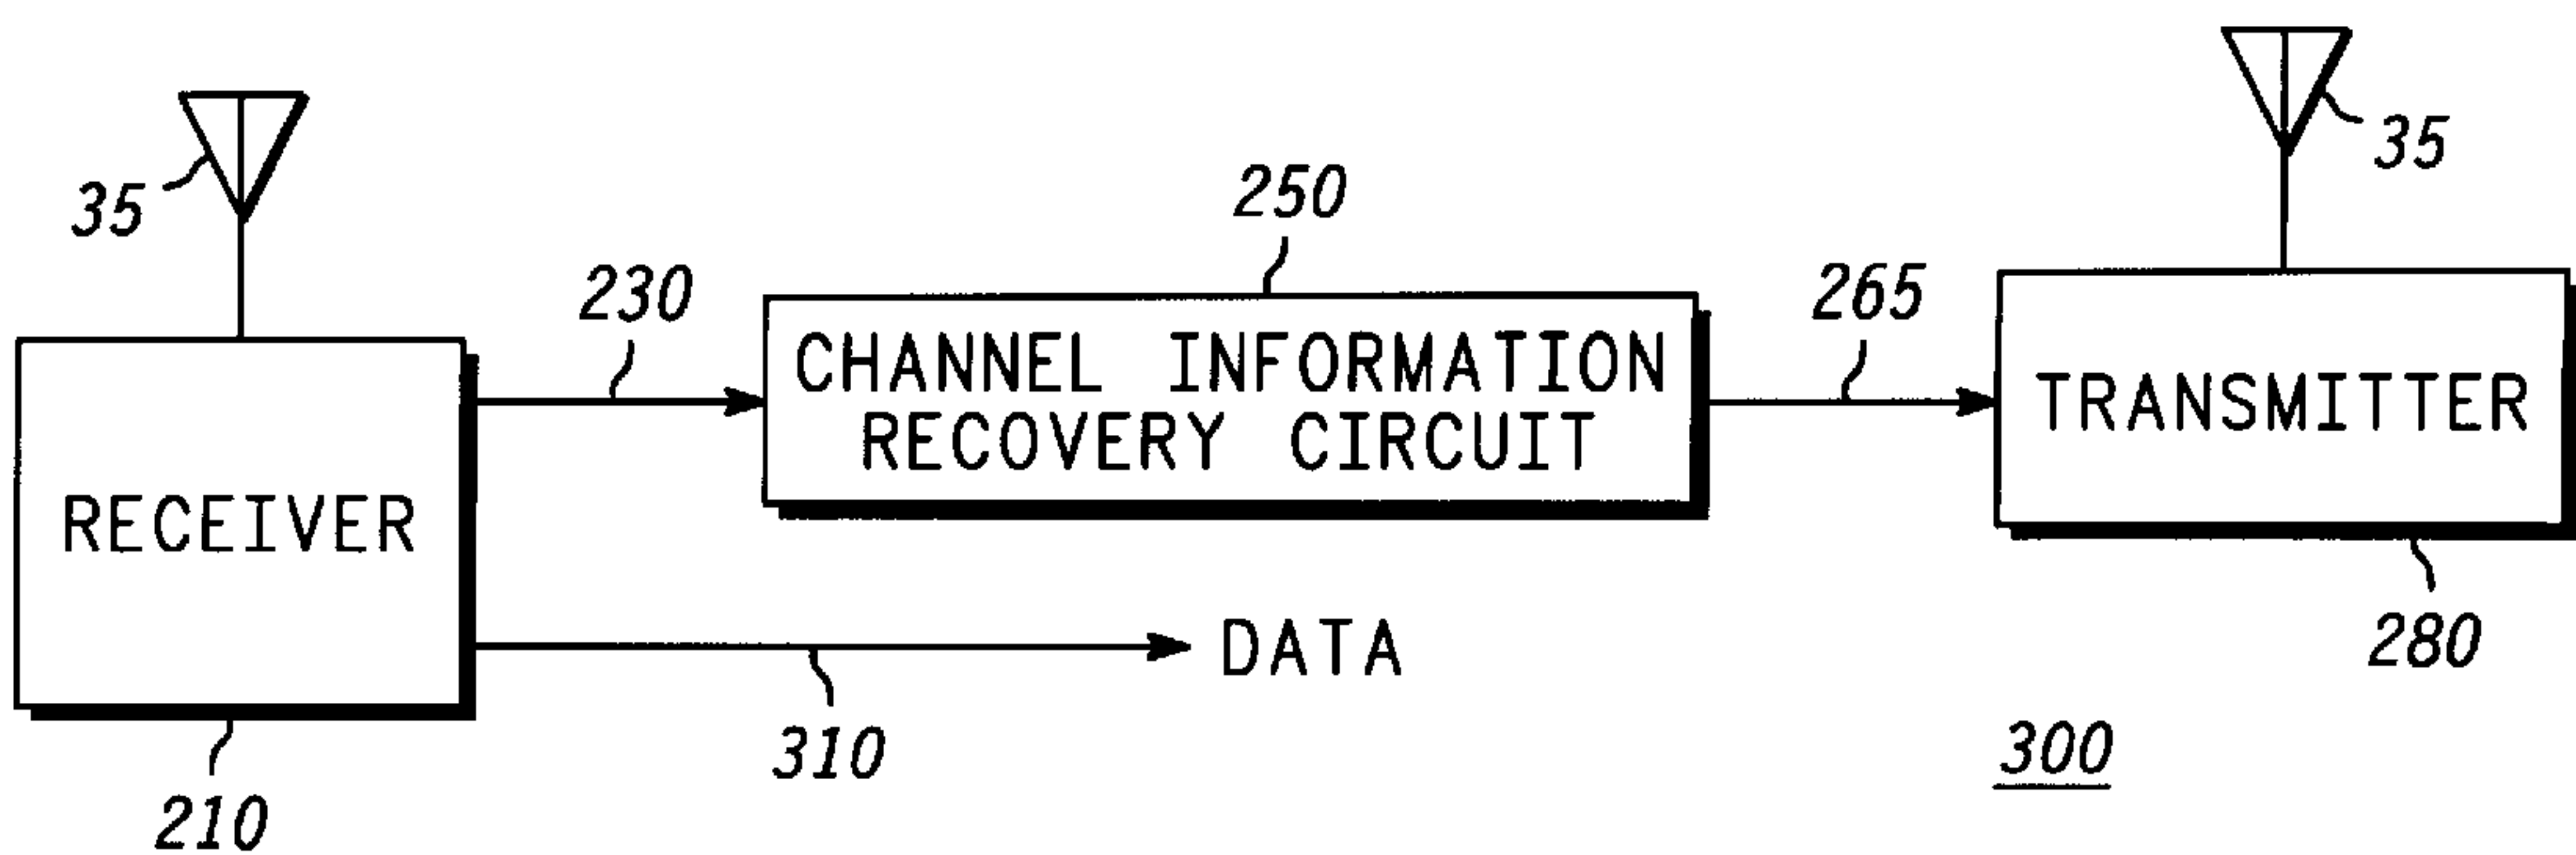 35
35
250
230
265
CHANNEL INFORMATION
RECOVERY CIRCUIT
TRANSMITTER
RECEIVER
DATA
280
310
300
210